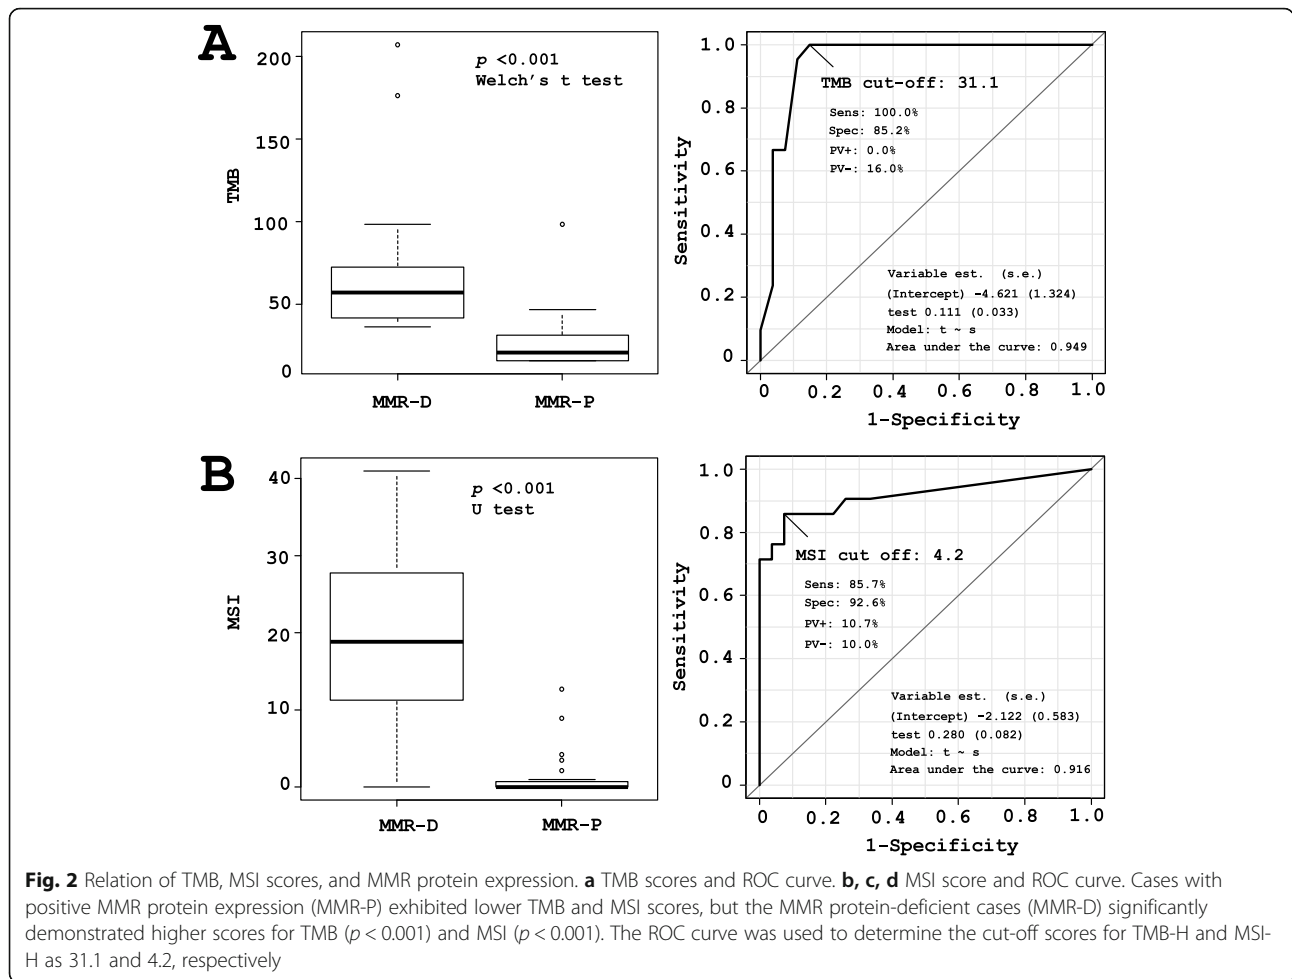 A
p <0.001
Welch's t test
TMB
200
150
100
50
0
MMR-D MMR-P
Sensitivity
1.0
0.8
0.6
0.4
0.2
0
TMB cut-off: 31.1
Sens: 100.0%
Spec: 85.2%
PV+: 0.0%
PV-: 16.0%
Variable est. (s.e.)
(Intercept) -4.621 (1.324)
test 0.111 (0.033)
Model: t ~ s
Area under the curve: 0.949
0 0.2 0.4 0.6 0.8 1.0
1-Specificity
B
p <0.001
U test
MSI
40
30
20
10
0
MMR-D MMR-P
Sensitivity
1.0
0.8
0.6
0.4
0.2
0
MSI cut off: 4.2
Sens: 85.7%
Spec: 92.6%
PV+: 10.7%
PV-: 10.0%
Variable est. (s.e.)
(Intercept) -2.122 (0.583)
test 0.280 (0.082)
Model: t ~ s
Area under the curve: 0.916
0 0.2 0.4 0.6 0.8 1.0
1-Specificity
Fig. 2 Relation of TMB, MSI scores, and MMR protein expression. a TMB scores and ROC curve. b, c, d MSI score and ROC curve. Cases with
positive MMR protein expression (MMR-P) exhibited lower TMB and MSI scores, but the MMR protein-deficient cases (MMR-D) significantly
demonstrated higher scores for TMB (p < 0.001) and MSI (p < 0.001). The ROC curve was used to determine the cut-off scores for TMB-H and MSI-
H as 31.1 and 4.2, respectively